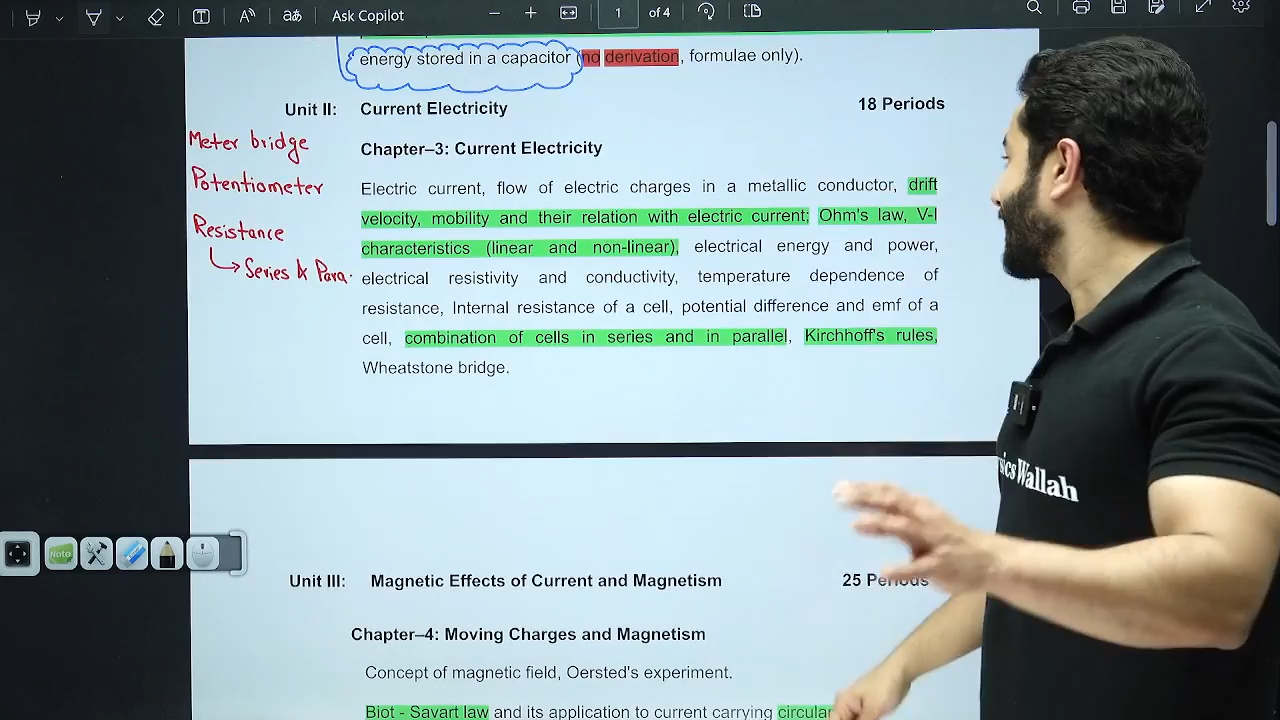 Ask Copilot
1 of 4
energy stored in a capacitor (no derivation, formulae only).
Unit II: Current Electricity 18 Periods
Meter bridge
Potentiometer
Resistance
Series & Para.
Chapter–3: Current Electricity
Electric current, flow of electric charges in a metallic conductor, drift
velocity, mobility and their relation with electric current; Ohm's law, V-I
characteristics (linear and non-linear), electrical energy and power,
electrical resistivity and conductivity, temperature dependence of
resistance, Internal resistance of a cell, potential difference and emf of a
cell, combination of cells in series and in parallel, Kirchhoff's rules,
Wheatstone bridge.
Note
Unit III: Magnetic Effects of Current and Magnetism 25 Periods
Chapter–4: Moving Charges and Magnetism
Concept of magnetic field, Oersted's experiment.
Biot - Savart law and its application to current carrying circular
Wallah